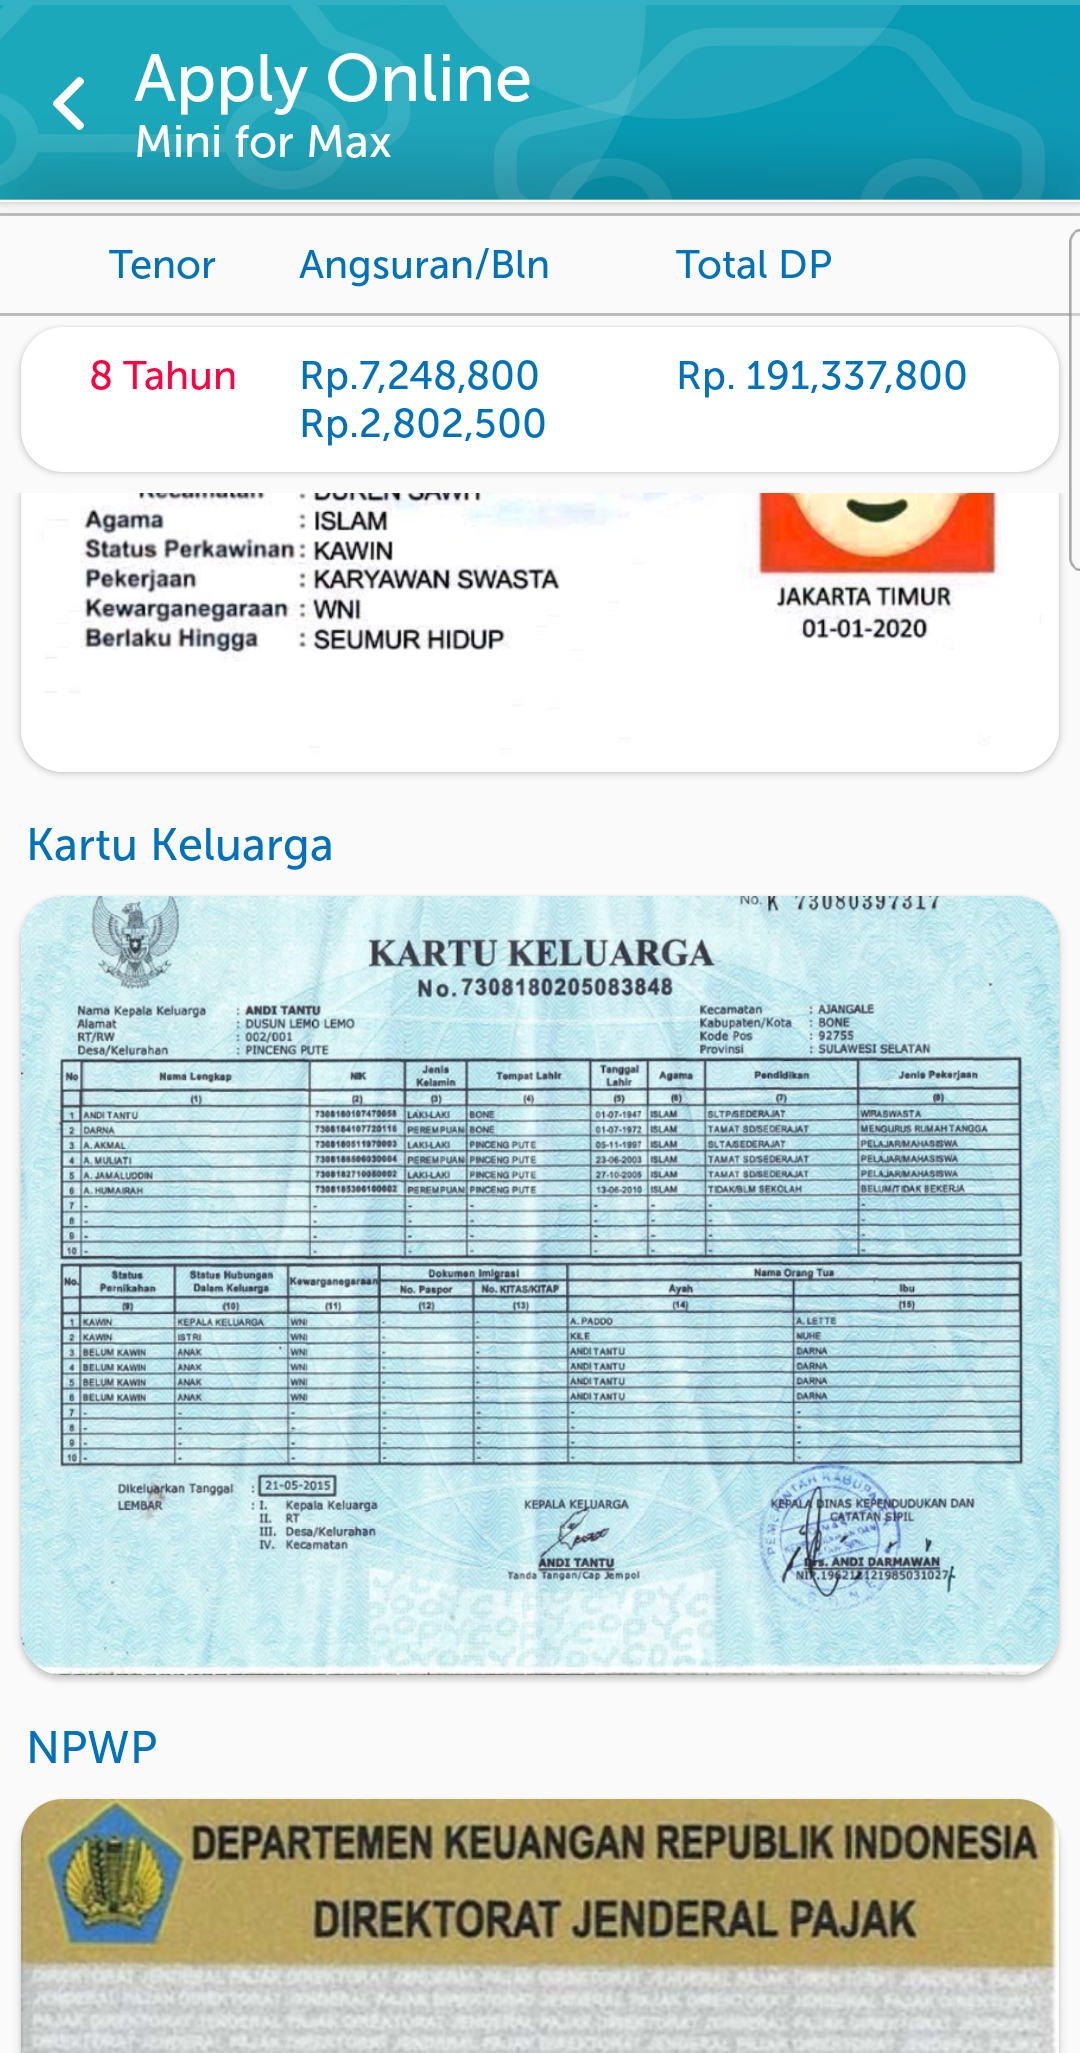 Apply Online
Mini for Max
Tenor Angsuran/Bln Total DP
8 Tahun Rp.7,248,800 Rp. 191,337,800
Rp.2,802,500
Kecamatan : DUREN SAWIT
Agama : ISLAM
Status Perkawinan : KAWIN
Pekerjaan : KARYAWAN SWASTA
Kewarganegaraan : WNI
Berlaku Hingga : SEUMUR HIDUP
JAKARTA TIMUR
01-01-2020
Kartu Keluarga
No. K 73080397317
KARTU KELUARGA
No. 7308180205083848
Nama Kepala Keluarga : ANDI TANTU Kecamatan : AJANGALE
Alamat : DUSUN LEMO LEMO Kabupaten/Kota : BONE
RT/RW : 002/001 Kode Pos : 92755
Desa/Kelurahan : PINCENG PUTE Provinsi : SULAWESI SELATAN
No Nama Lengkap NIK Jenis Kelamin Tempat Lahir Tanggal Lahir Agama Pendidikan Jenis Pekerjaan
(1) (2) (3) (4) (5) (6) (7) (8)
1 ANDI TANTU 7308180107470058 LAKI-LAKI BONE 01-07-1947 ISLAM SLTP/SEDERAJAT WIRASWASTA
2 DARNA 7308184107720116 PEREMPUAN BONE 01-07-1972 ISLAM TAMAT SD/SEDERAJAT MENGURUS RUMAH TANGGA
3 A. AKMAL 7308180511970003 LAKI-LAKI PINCENG PUTE 05-11-1997 ISLAM SLTA/SEDERAJAT PELAJAR/MAHASISWA
4 A. MULIATI PEREMPUAN PINCENG PUTE 23-06-2003 ISLAM TAMAT SD/SEDERAJAT PELAJAR/MAHASISWA
5 A. JAMALUDDIN LAKI-LAKI PINCENG PUTE 27-10-2005 ISLAM TAMAT SD/SEDERAJAT PELAJAR/MAHASISWA
6 A. HUMAIRAH PEREMPUAN PINCENG PUTE 13-06-2010 ISLAM TIDAK/BLM SEKOLAH BELUM/TIDAK BEKERJA
7 - - - - - - - -
8 - - - - - - - -
9 - - - - - - - -
10 - - - - - - - -
No. Status Pernikahan Status Hubungan Dalam Keluarga Kewarganegaraan Dokumen Imigrasi Nama Orang Tua
No. Paspor No. KITAS/KITAP Ayah Ibu
(9) (10) (11) (12) (13) (14) (15)
1 KAWIN KEPALA KELUARGA WNI - - A. PADDO A. LETTE
2 KAWIN ISTRI WNI - - KILE NUHE
3 BELUM KAWIN ANAK WNI - - ANDI TANTU DARNA
4 BELUM KAWIN ANAK WNI - - ANDI TANTU DARNA
5 BELUM KAWIN ANAK WNI - - ANDI TANTU DARNA
6 BELUM KAWIN ANAK WNI - - ANDI TANTU DARNA
7 - - - - - - -
8 - - - - - - -
9 - - - - - - -
10 - - - - - - -
Dikeluarkan Tanggal : 21-05-2015
LEMBAR : I. Kepala Keluarga
II. RT
III. Desa/Kelurahan
IV. Kecamatan
KEPALA KELUARGA
ANDI TANTU
Tanda Tangan/Cap Jempol
KEPALA DINAS KEPENDUDUKAN DAN
CATATAN SIPIL
Drs. ANDI DARMAWAN
NIP.196212121985031027
NPWP
DEPARTEMEN KEUANGAN REPUBLIK INDONESIA
DIREKTORAT JENDERAL PAJAK